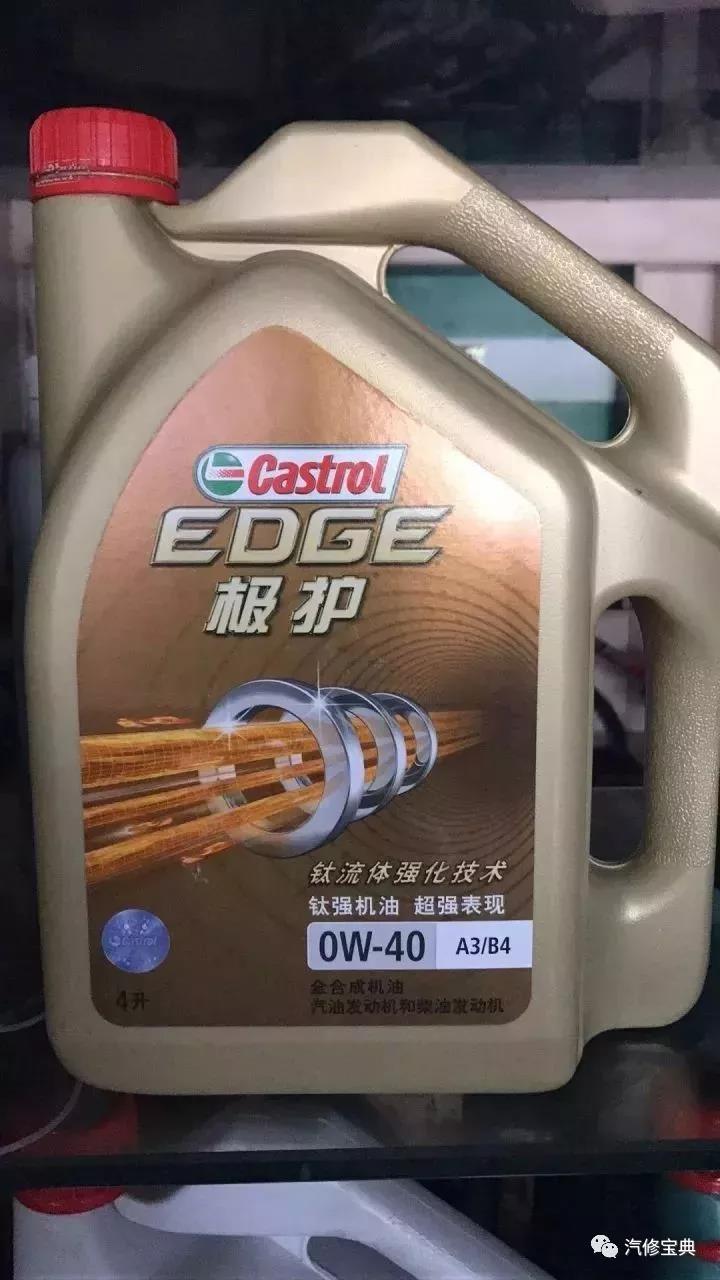 Castrol
EDGE
极护
钛流体强化技术
钛强机油 超强表现
0W-40 A3/B4
全合成机油
汽油发动机和柴油发动机
Castrol
4升
汽修宝典